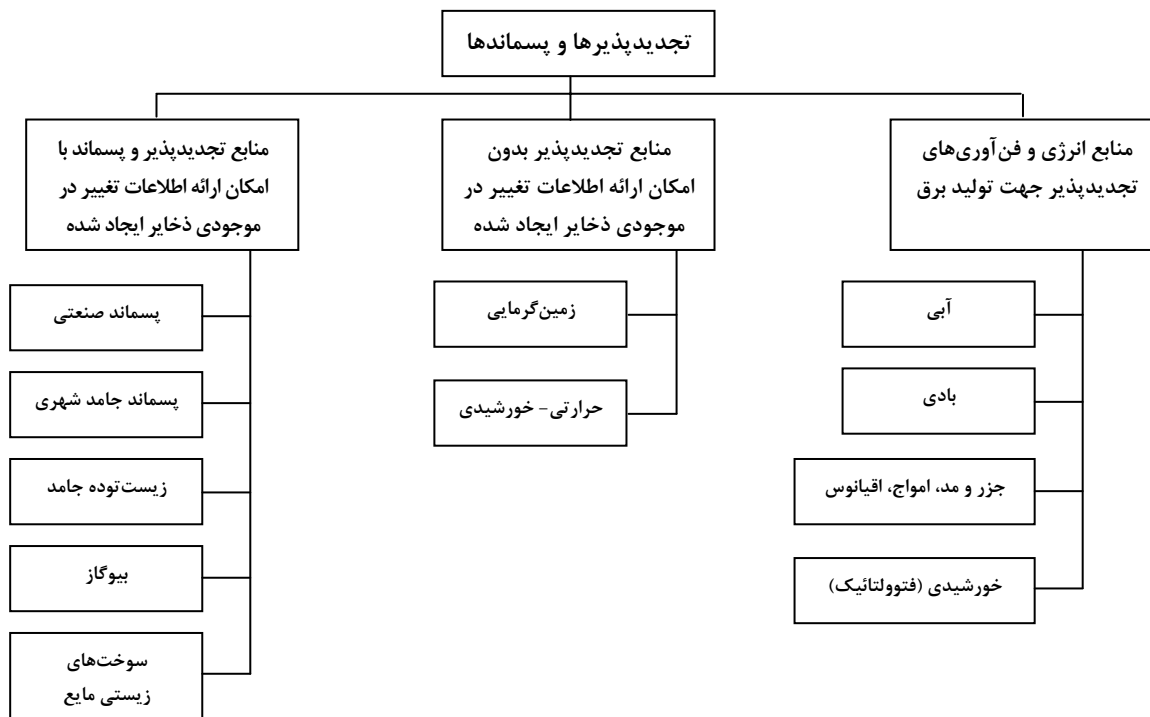 تجدیدپذیرها و پسماندها
منابع انرژی و فن‌آوری‌های
تجدیدپذیر جهت تولید برق
آبی
بادی
جزر و مد، امواج، اقیانوس
خورشیدی (فتوولتائیک)
منابع تجدیدپذیر بدون
امکان ارائه اطلاعات تغییر در
موجودی ذخایر ایجاد شده
زمین‌گرمایی
حرارتی- خورشیدی
منابع تجدیدپذیر و پسماند با
امکان ارائه اطلاعات تغییر در
موجودی ذخایر ایجاد شده
پسماند صنعتی
پسماند جامد شهری
زیست‌توده جامد
بیوگاز
سوخت‌های
زیستی مایع